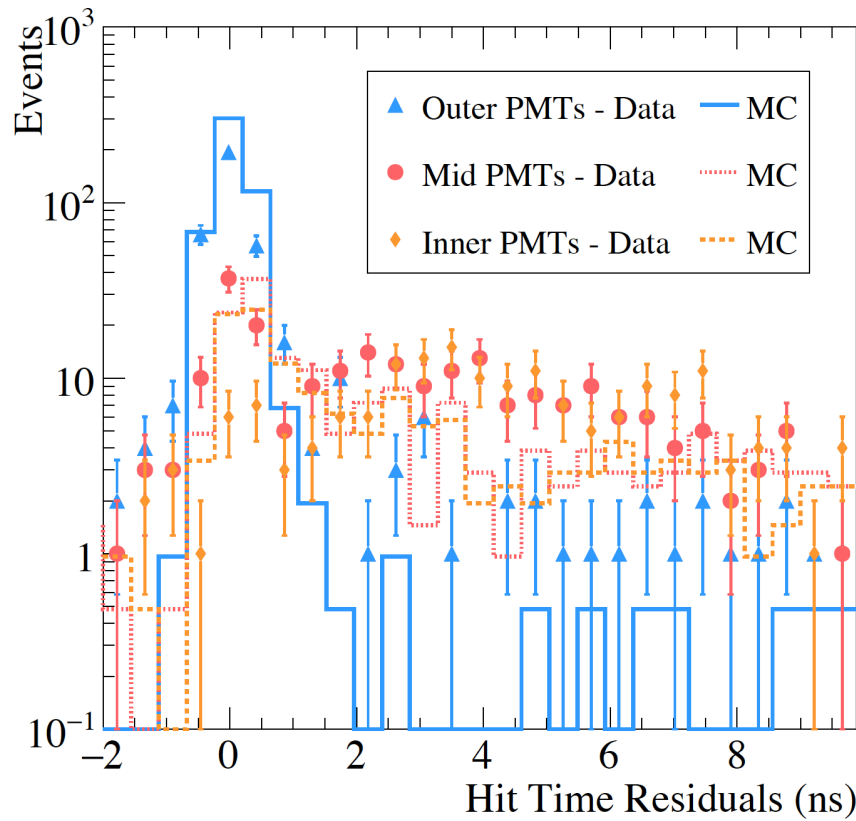 Events
10³
10²
10
1
10⁻¹
Outer PMTs - Data MC
Mid PMTs - Data MC
Inner PMTs - Data MC
−2 0 2 4 6 8
Hit Time Residuals (ns)